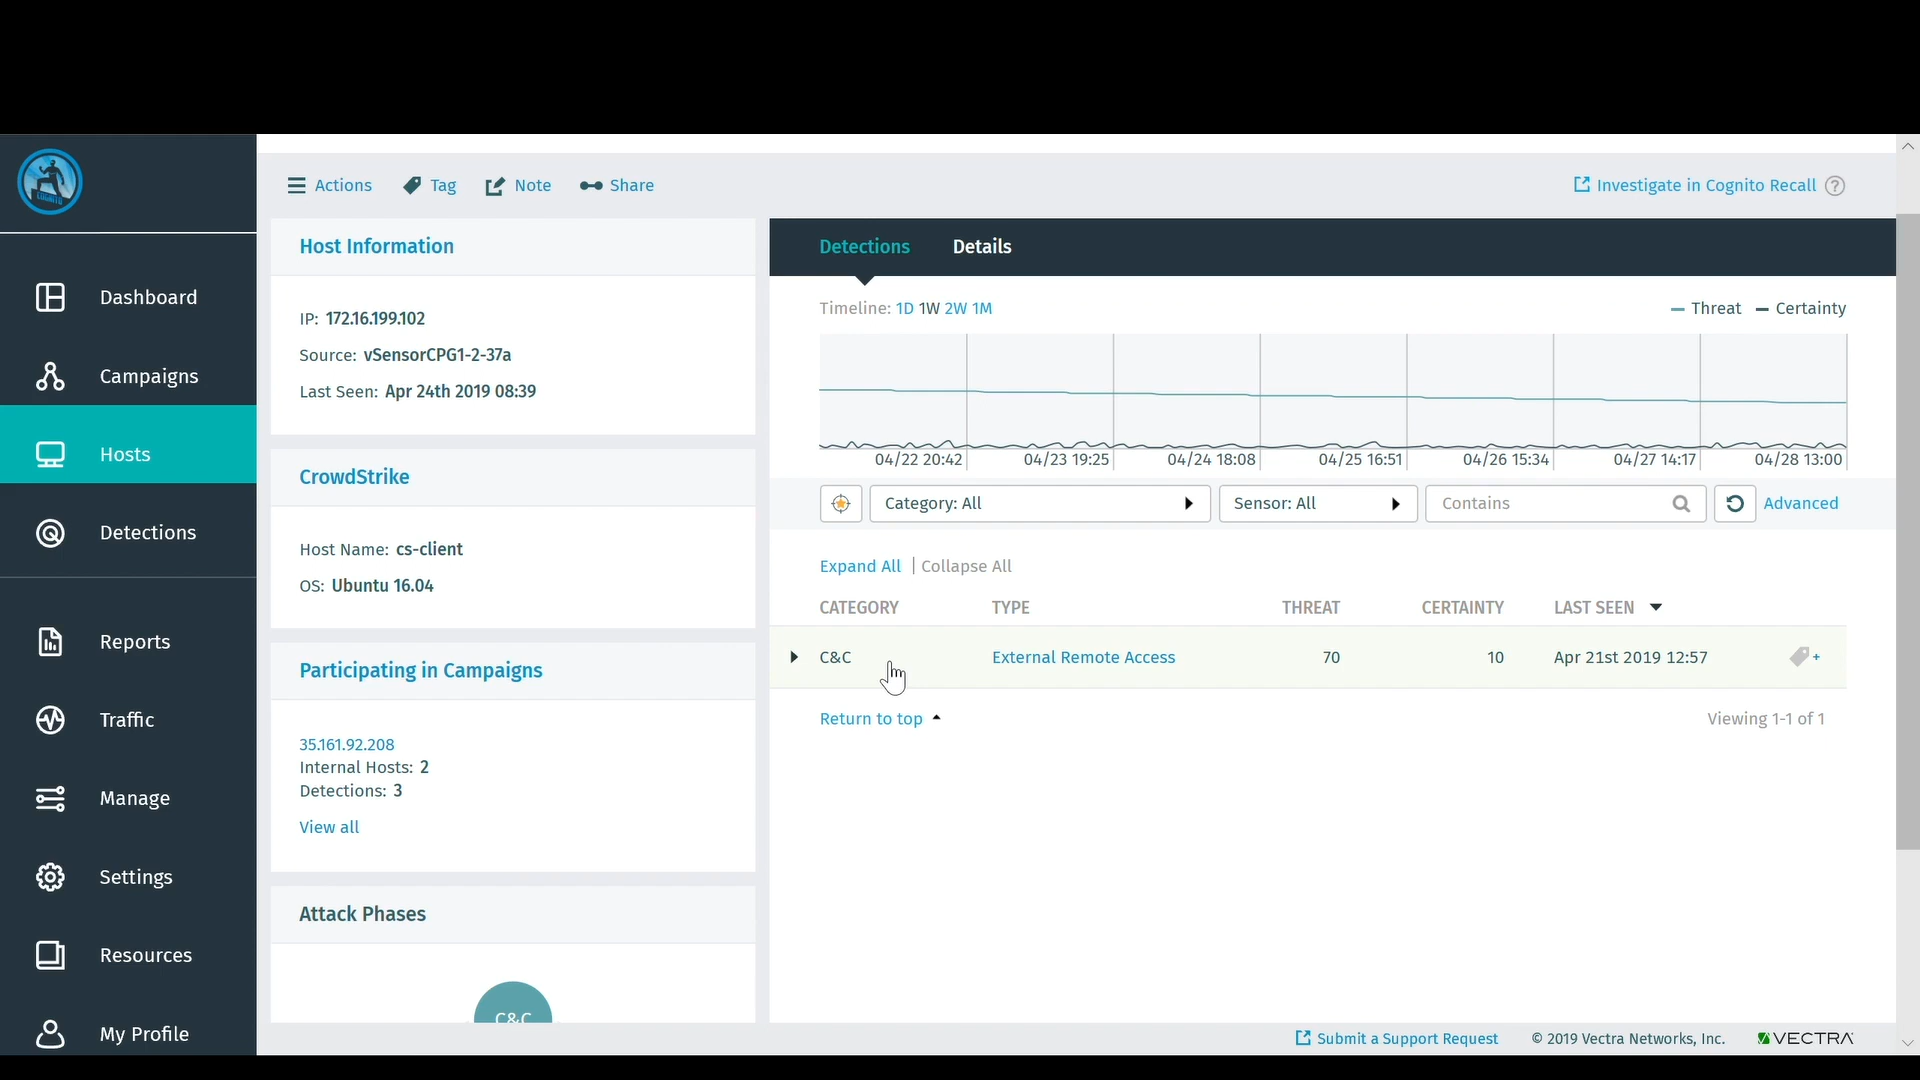 COGNITO
Dashboard
Campaigns
Hosts
Detections
Reports
Traffic
Manage
Settings
Resources
My Profile
Actions Tag Note Share
Investigate in Cognito Recall ?
Host Information
IP: 172.16.199.102
Source: vSensorCPG1-2-37a
Last Seen: Apr 24th 2019 08:39
CrowdStrike
Host Name: cs-client
OS: Ubuntu 16.04
Participating in Campaigns
35.161.92.208
Internal Hosts: 2
Detections: 3
View all
Attack Phases
C&C
Detections Details
Timeline: 1D 1W 2W 1M
Threat Certainty
04/22 20:42 04/23 19:25 04/24 18:08 04/25 16:51 04/26 15:34 04/27 14:17 04/28 13:00
Category: All Sensor: All Contains Advanced
Expand All | Collapse All
CATEGORY TYPE THREAT CERTAINTY LAST SEEN
C&C External Remote Access 70 10 Apr 21st 2019 12:57 +
Return to top Viewing 1-1 of 1
Submit a Support Request © 2019 Vectra Networks, Inc. VECTRA